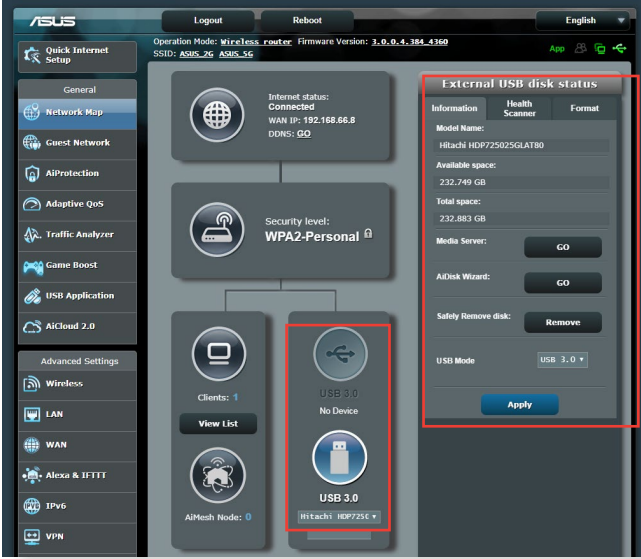 ASUS
Logout
Reboot
English
Operation Mode: Wireless router Firmware Version: 3.0.0.4.384_4360
SSID: ASUS_2G ASUS_5G
App
Quick Internet
Setup
General
Network Map
Guest Network
AiProtection
Adaptive QoS
Traffic Analyzer
Game Boost
USB Application
AiCloud 2.0
Advanced Settings
Wireless
LAN
WAN
Alexa & IFTTT
IPv6
VPN
Internet status:
Connected
WAN IP: 192.168.66.8
DDNS: GO
Security level:
WPA2-Personal
Clients: 1
View List
AiMesh Node: 0
USB 3.0
No Device
USB 3.0
Hitachi HDP725C
External USB disk status
Information
Health
Scanner
Format
Model Name:
Hitachi HDP725025GLAT80
Available space:
232.749 GB
Total space:
232.883 GB
Media Server:
GO
AiDisk Wizard:
GO
Safely Remove disk:
Remove
USB Mode
USB 3.0
Apply